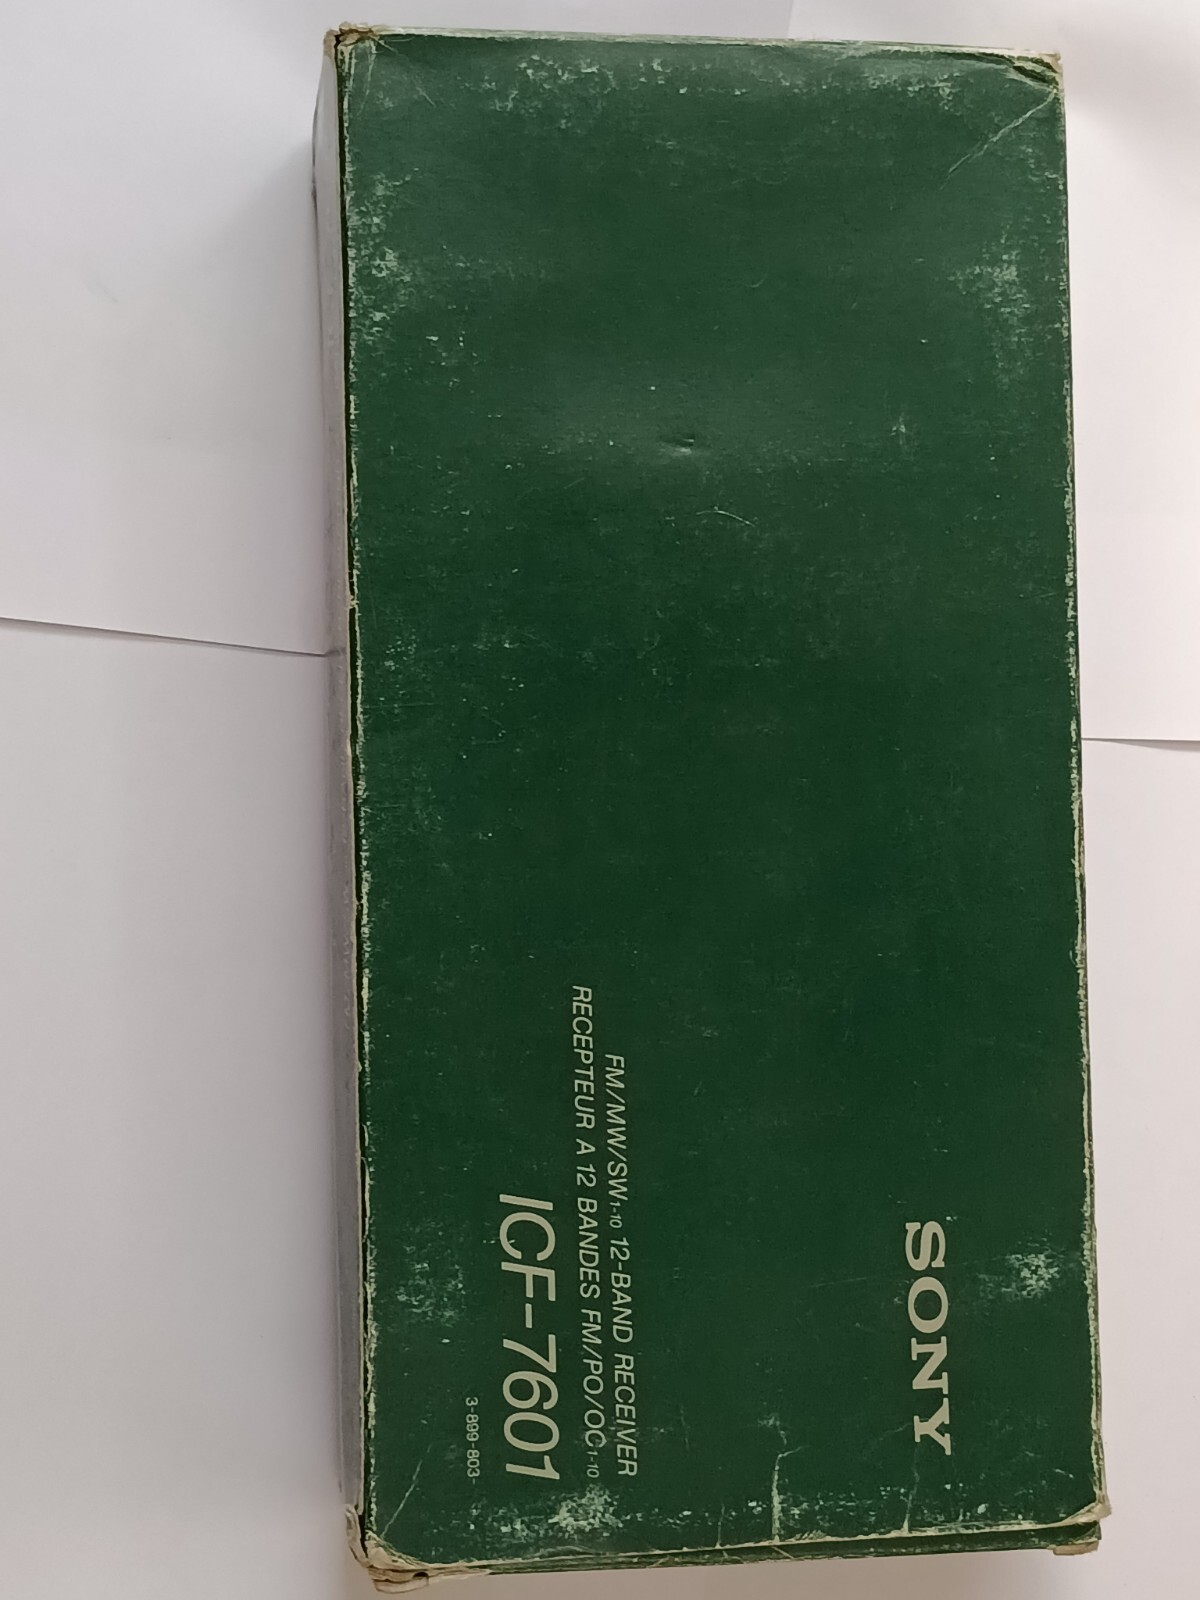 SONY
FM/MW/SW1-10 12-BAND RECEIVER
RECEPTEUR A 12 BANDES FM/PO/OC1-10
ICF-7601
3-899-803-